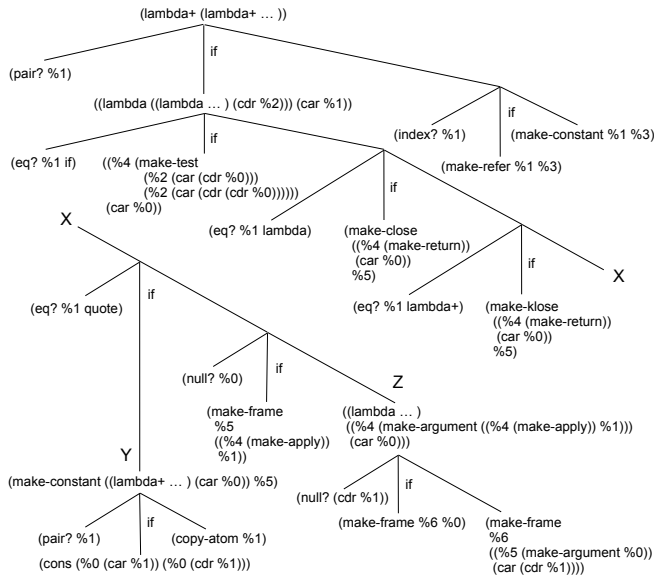 (lambda+ (lambda+ … ))
if
(pair? %1)
((lambda ((lambda … ) (cdr %2))) (car %1))
if
(index? %1)
(make-constant %1 %3)
(make-refer %1 %3)
if
(eq? %1 if)
((%4 (make-test
(%2 (car (cdr %0)))
(%2 (car (cdr (cdr %0))))))
(car %0))
if
(eq? %1 lambda)
(make-close
((%4 (make-return))
(car %0))
%5)
if
X
(eq? %1 lambda+)
(make-klose
((%4 (make-return))
(car %0))
%5)
X
if
(eq? %1 quote)
if
(null? %0)
(make-frame
%5
((%4 (make-apply))
%1))
Z
((lambda … )
((%4 (make-argument ((%4 (make-apply)) %1)))
(car %0)))
Y
(make-constant ((lambda+ … ) (car %0)) %5)
if
(pair? %1)
(copy-atom %1)
(cons (%0 (car %1)) (%0 (cdr %1)))
if
(null? (cdr %1))
(make-frame %6 %0)
(make-frame
%6
((%5 (make-argument %0))
(car (cdr %1))))